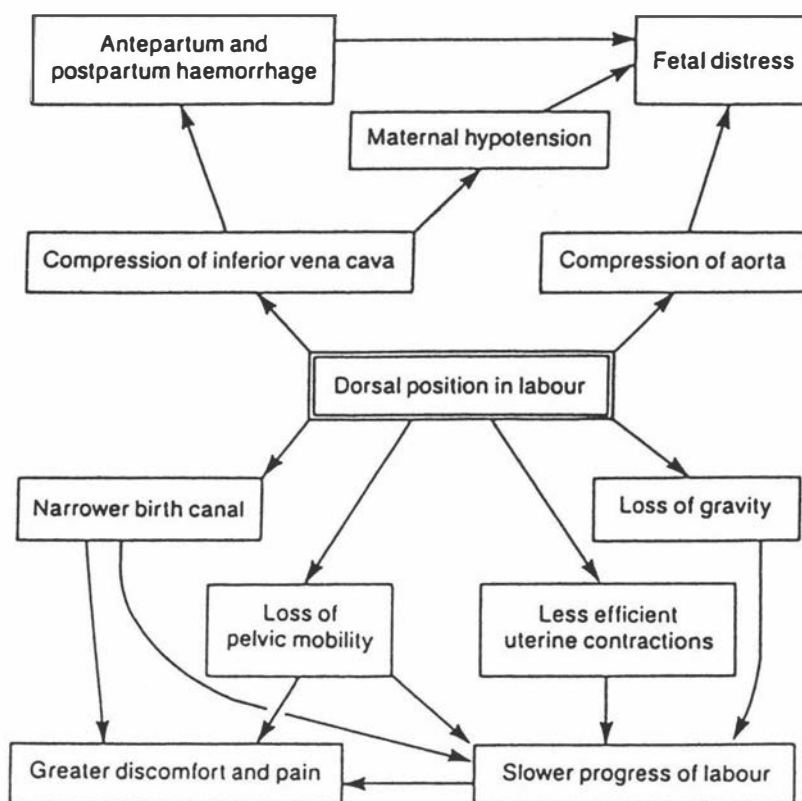 Antepartum and
postpartum haemorrhage
Fetal distress
Maternal hypotension
Compression of inferior vena cava
Compression of aorta
Dorsal position in labour
Narrower birth canal
Loss of gravity
Loss of
pelvic mobility
Less efficient
uterine contractions
Greater discomfort and pain
Slower progress of labour